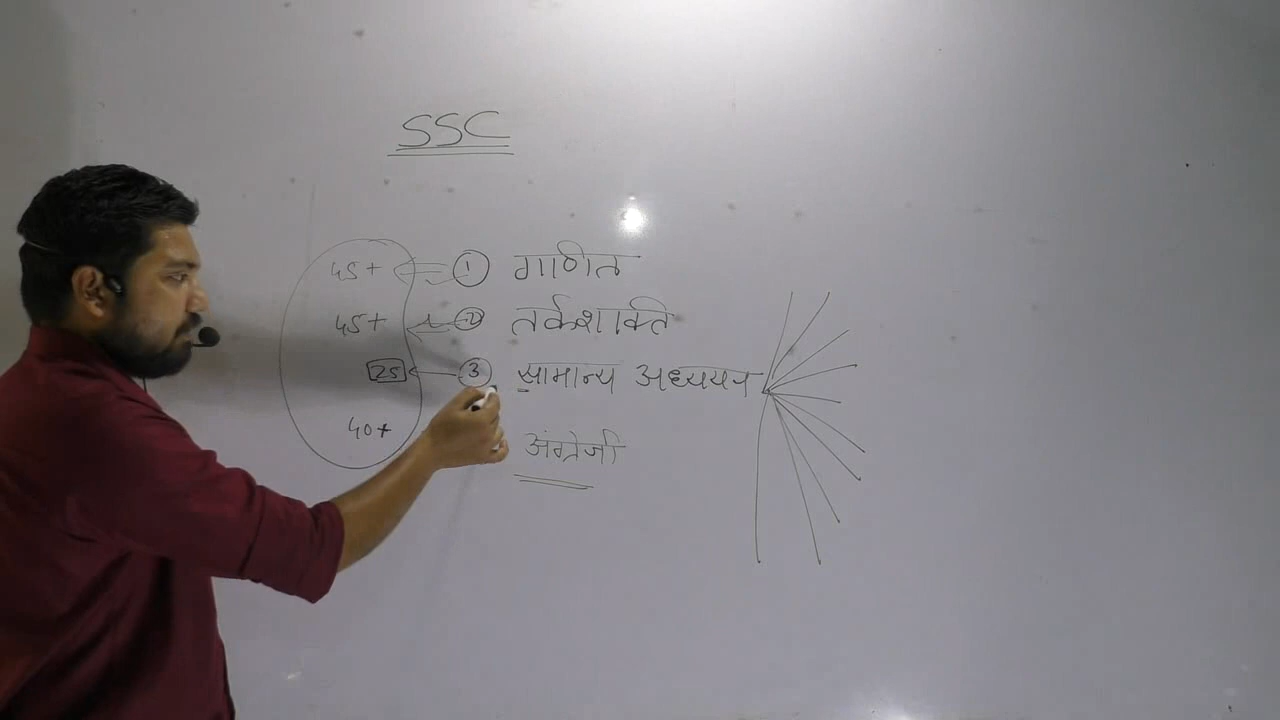 SSC
45+ 1 गणित
45+ 2 तर्कशक्ति
25 3 सामान्य अध्ययन
40+ अंग्रेजी